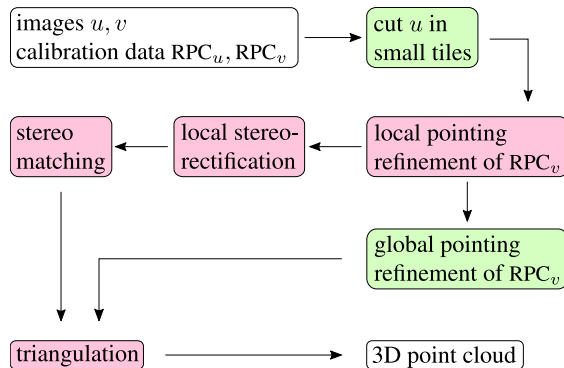 images u, v
calibration data RPC_u, RPC_v
cut u in
small tiles
stereo
matching
local stereo-
rectification
local pointing
refinement of RPC_v
global pointing
refinement of RPC_v
triangulation
3D point cloud